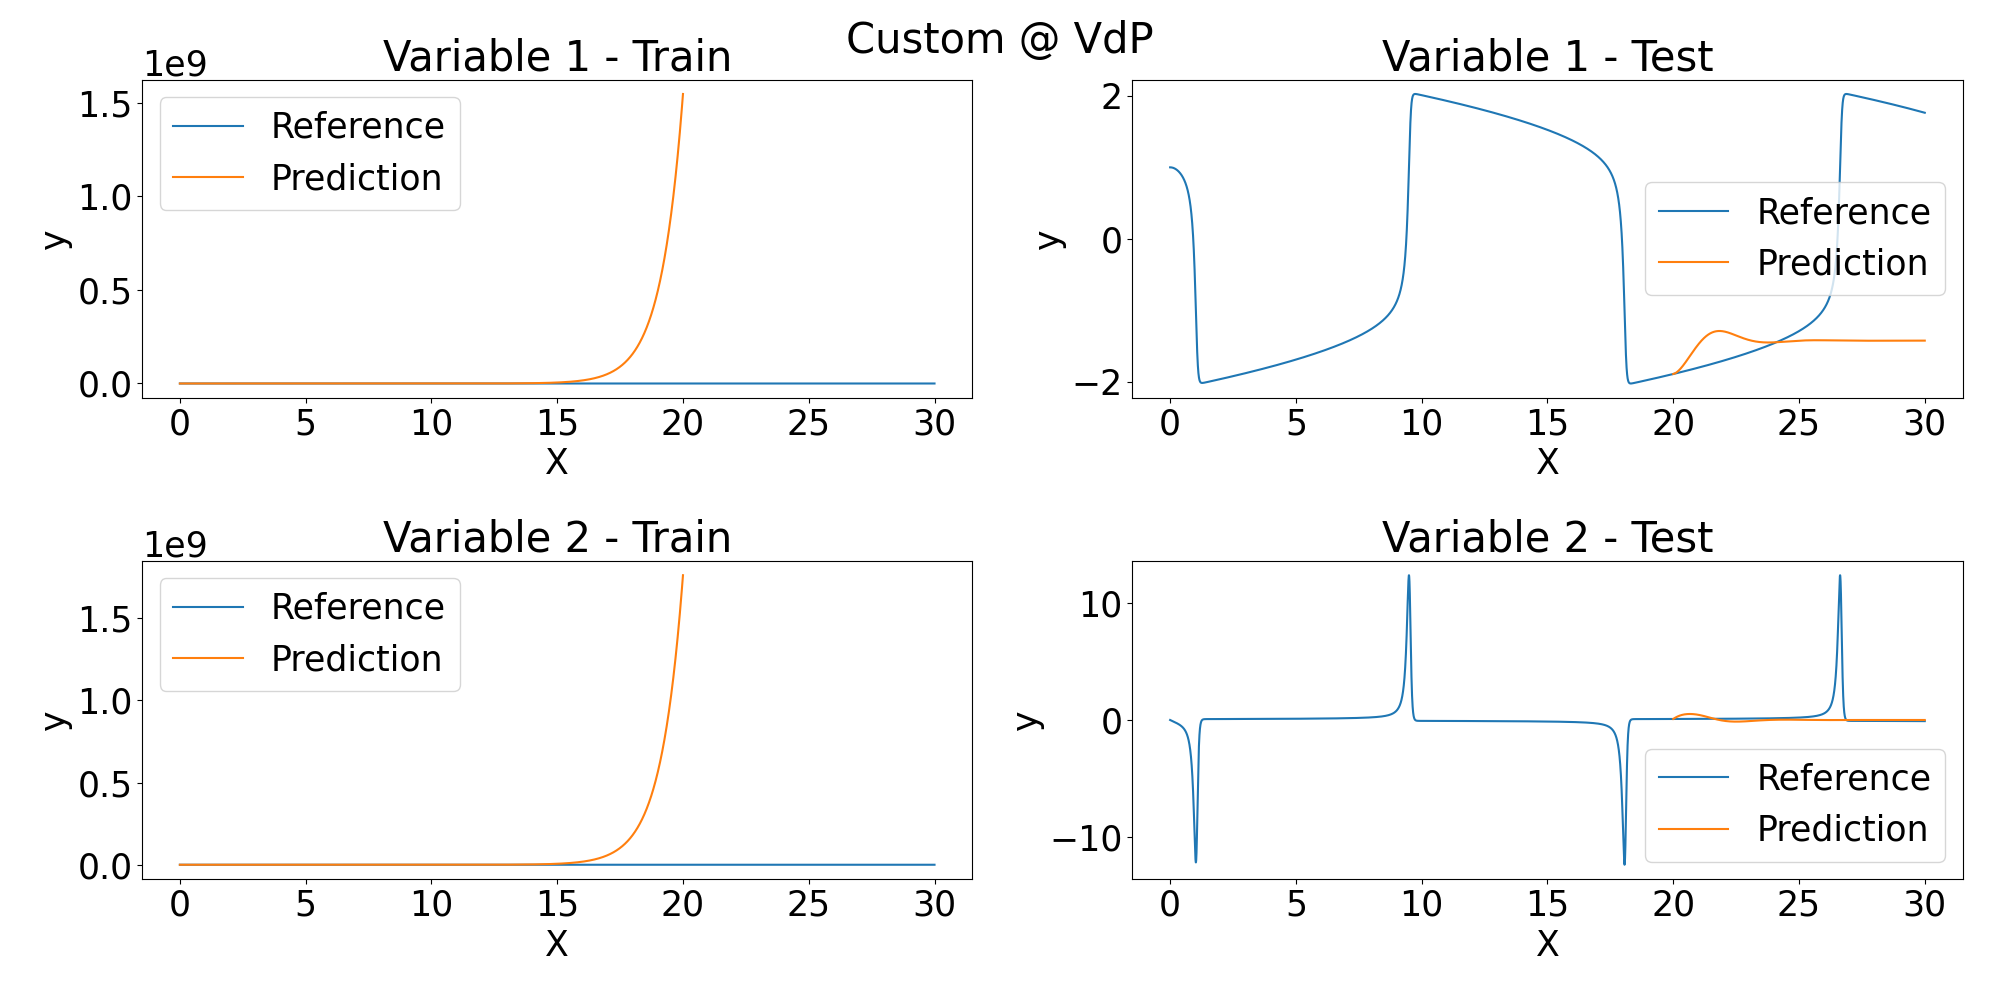 Custom @ VdP
Variable 1 - Train
1e9
1.5
1.0
0.5
0.0
y
Reference
Prediction
0 5 10 15 20 25 30
X
Variable 1 - Test
2
0
−2
y
Reference
Prediction
0 5 10 15 20 25 30
X
Variable 2 - Train
1e9
1.5
1.0
0.5
0.0
y
Reference
Prediction
0 5 10 15 20 25 30
X
Variable 2 - Test
10
0
−10
y
Reference
Prediction
0 5 10 15 20 25 30
X